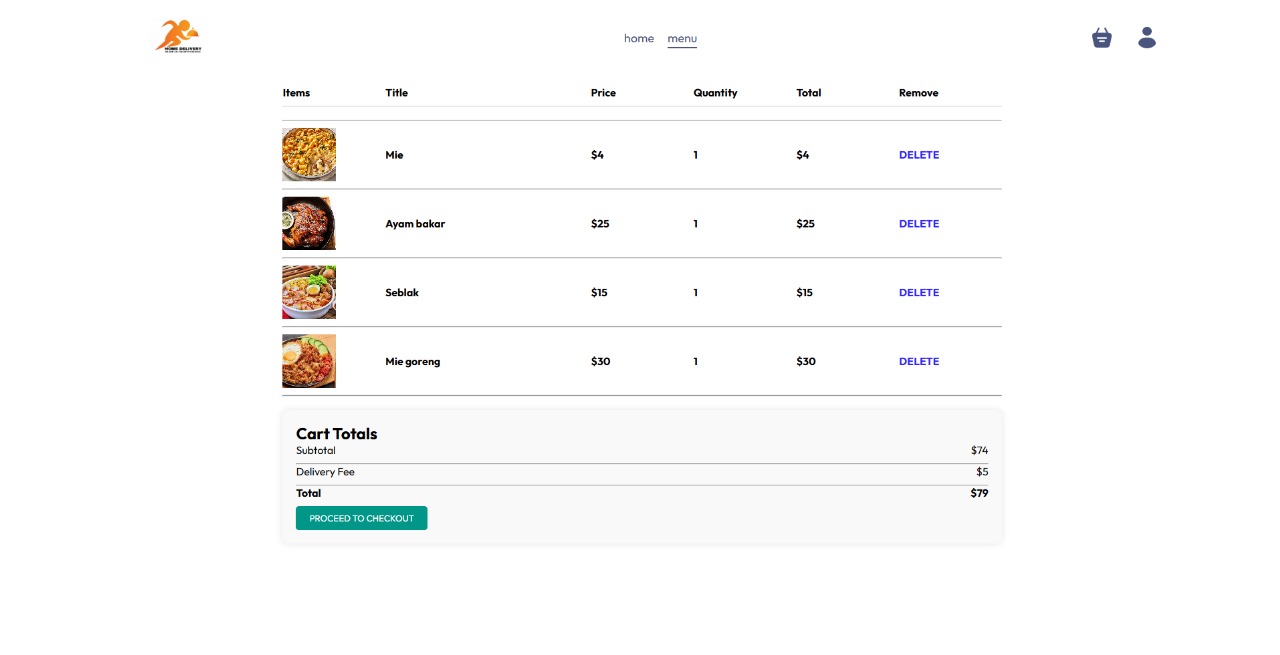 HOME DELIVERY
home menu
Items Title Price Quantity Total Remove
Mie $4 1 $4 DELETE
Ayam bakar $25 1 $25 DELETE
Seblak $15 1 $15 DELETE
Mie goreng $30 1 $30 DELETE
Cart Totals
Subtotal $74
Delivery Fee $5
Total $79
PROCEED TO CHECKOUT